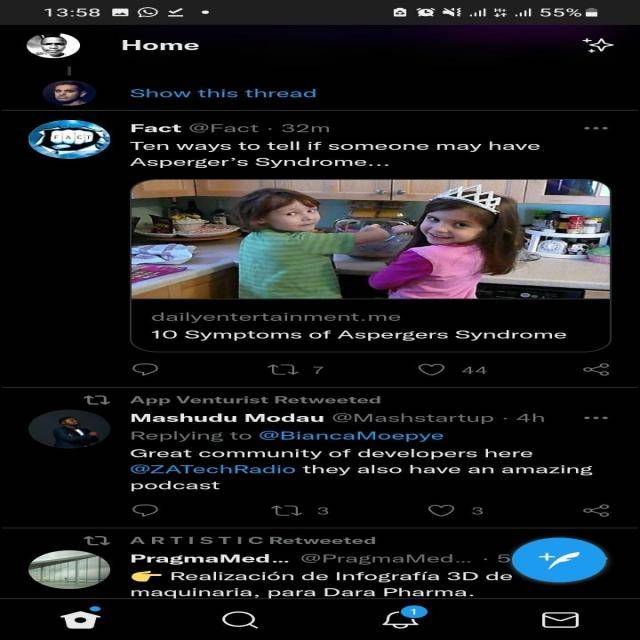 13:58 55%
Home
Show this thread
Fact @Fact · 32m
Ten ways to tell if someone may have
Asperger's Syndrome...
FACT
dailyentertainment.me
10 Symptoms of Aspergers Syndrome
7 44
App Venturist Retweeted
Mashudu Modau @Mashstartup · 4h
Replying to @BiancaMoepye
Great community of developers here
@ZATechRadio they also have an amazing
podcast
3 3
A R T I S T I C Retweeted
PragmaMed... @PragmaMed... · 5
👉 Realización de Infografía 3D de
maquinaria, para Dara Pharma.
1